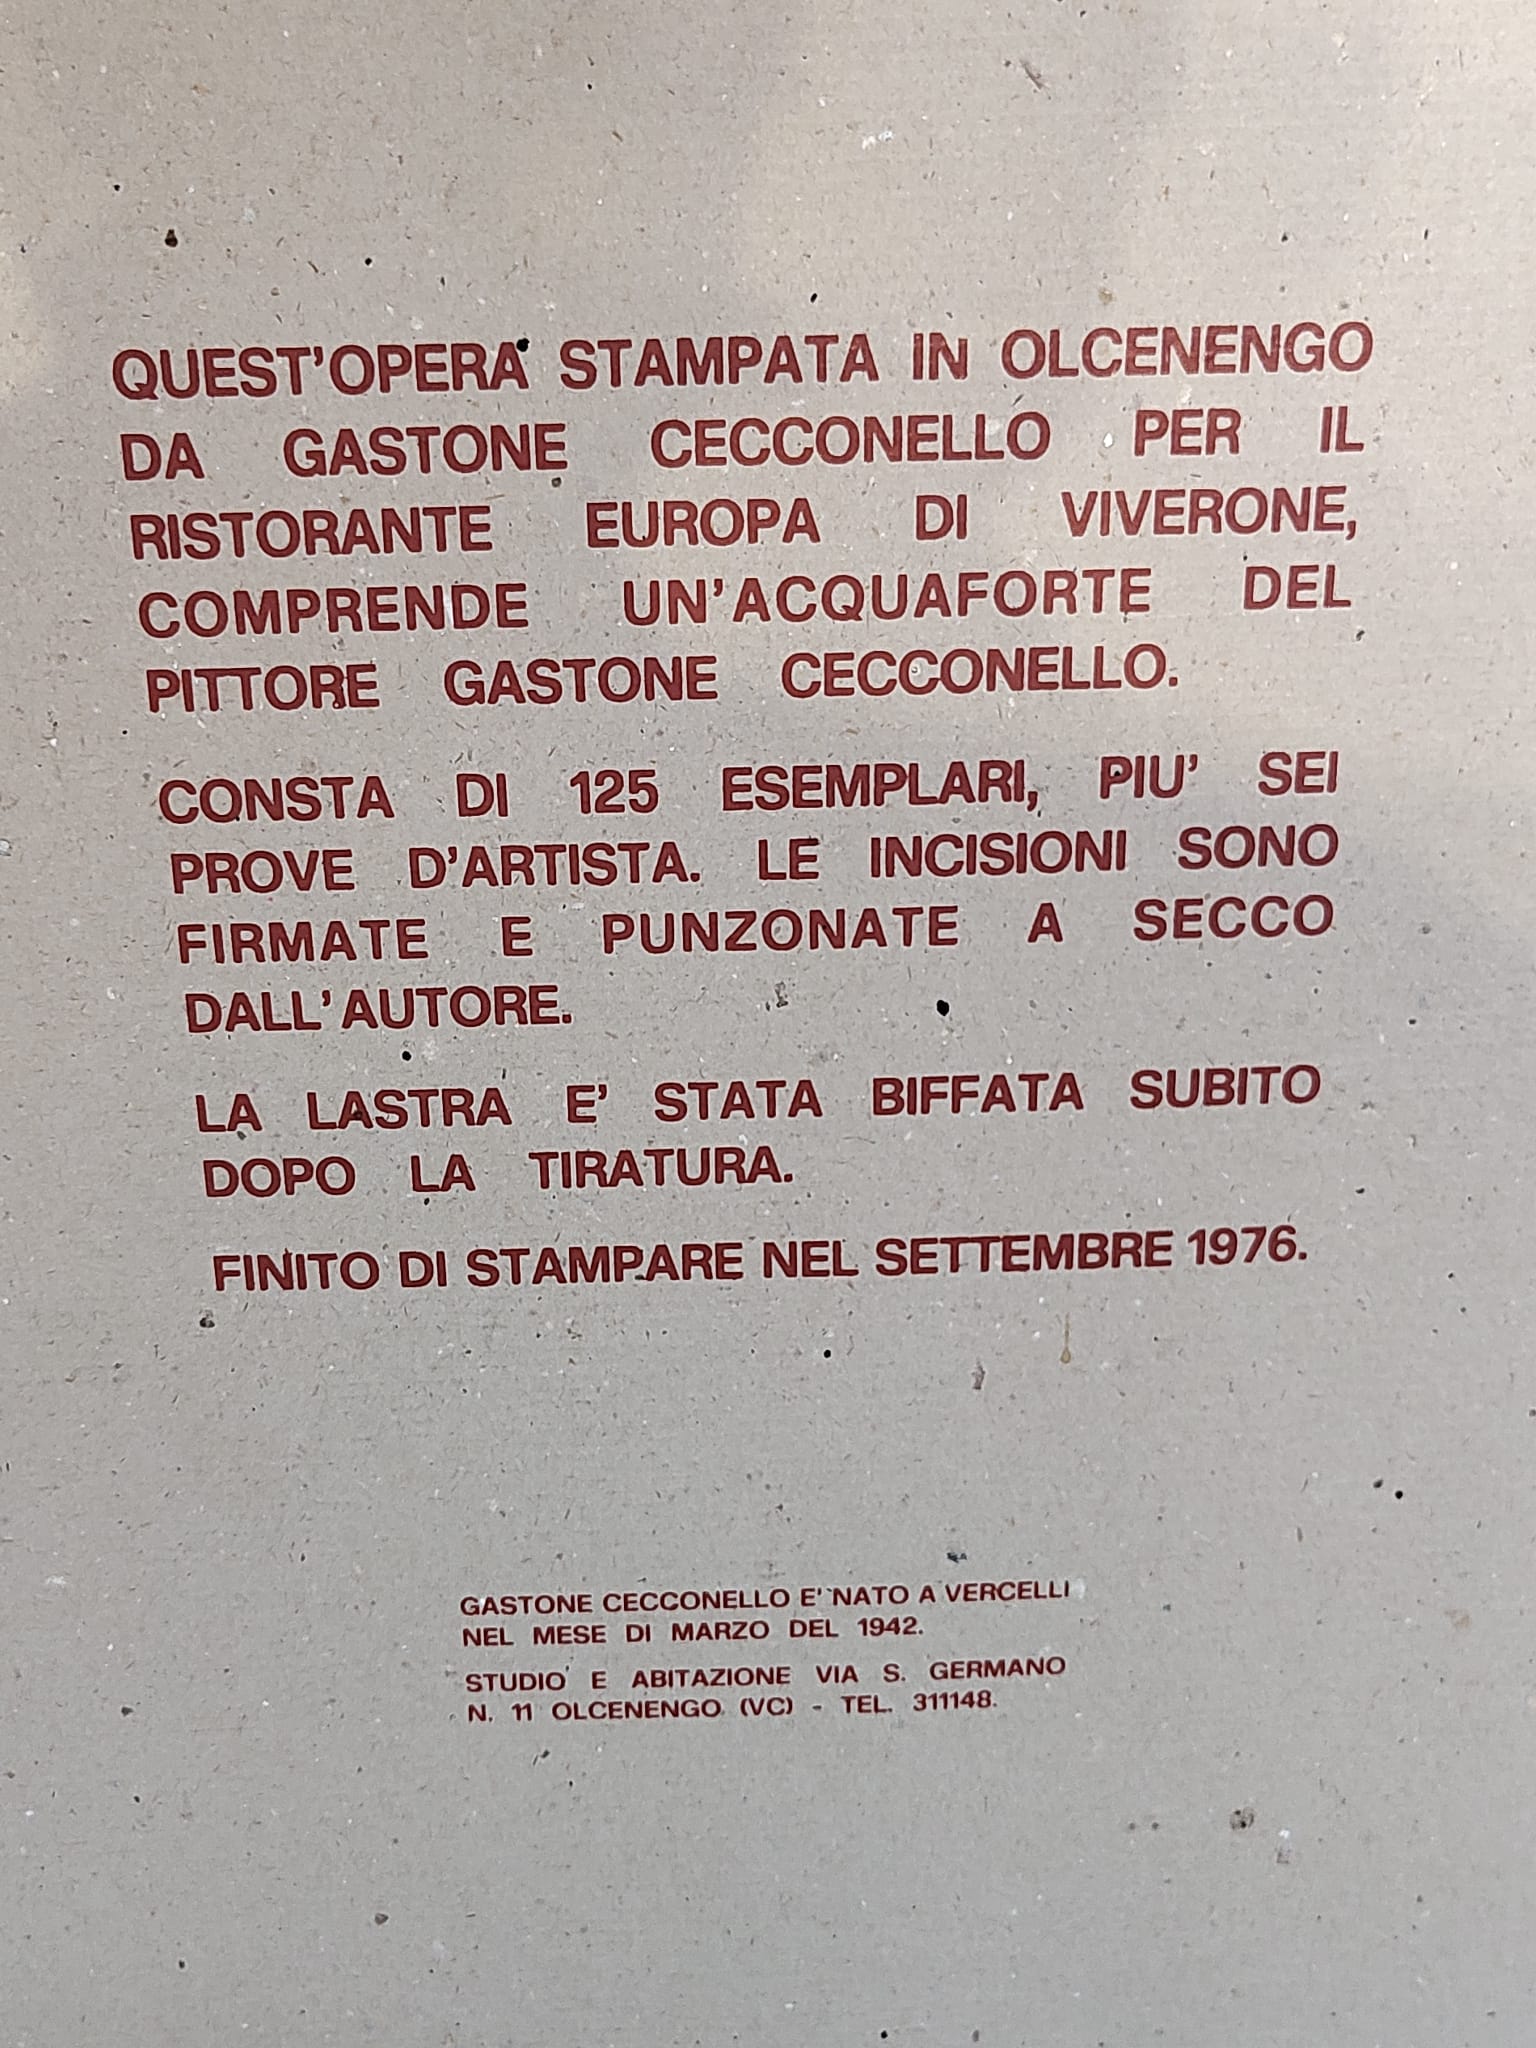 QUEST'OPERA STAMPATA IN OLCENENGO
DA GASTONE CECCONELLO PER IL
RISTORANTE EUROPA DI VIVERONE,
COMPRENDE UN'ACQUAFORTE DEL
PITTORE GASTONE CECCONELLO.
CONSTA DI 125 ESEMPLARI, PIU' SEI
PROVE D'ARTISTA. LE INCISIONI SONO
FIRMATE E PUNZONATE A SECCO
DALL'AUTORE.
LA LASTRA E' STATA BIFFATA SUBITO
DOPO LA TIRATURA.
FINITO DI STAMPARE NEL SETTEMBRE 1976.
GASTONE CECCONELLO E' NATO A VERCELLI
NEL MESE DI MARZO DEL 1942.
STUDIO E ABITAZIONE VIA S. GERMANO
N. 11 OLCENENGO (VC) - TEL. 311148.